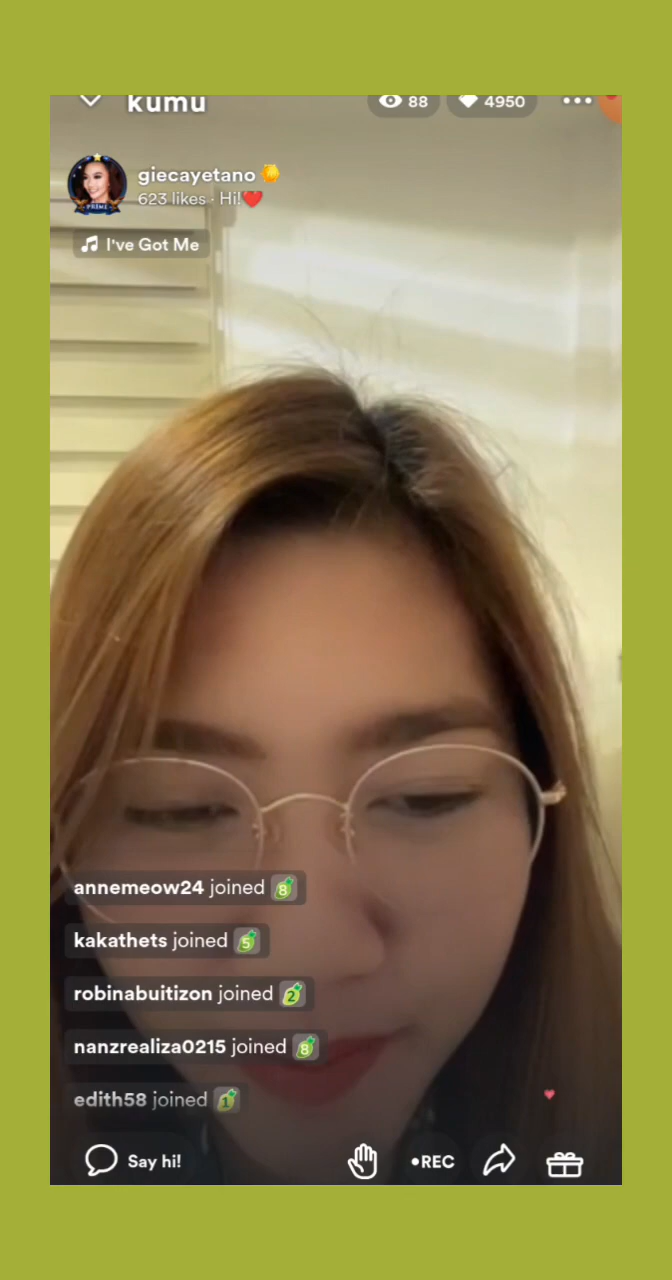 kumu
88
4950
giecayetano
623 likes · Hi!❤️
PRIME
I've Got Me
annemeow24 joined 8
kakathets joined 5
robinabuitizon joined 2
nanzrealiza0215 joined 8
edith58 joined 1
Say hi!
•REC